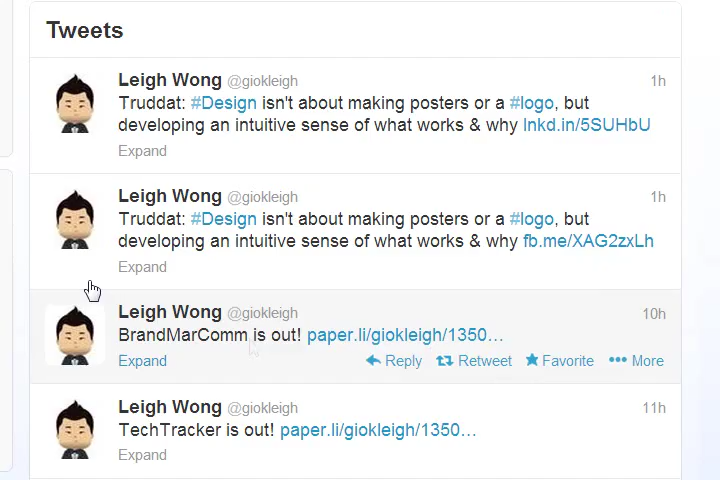 Tweets
Leigh Wong @giokleigh 1h
Truddat: #Design isn't about making posters or a #logo, but
developing an intuitive sense of what works & why lnkd.in/5SUHbU
Expand
Leigh Wong @giokleigh 1h
Truddat: #Design isn't about making posters or a #logo, but
developing an intuitive sense of what works & why fb.me/XAG2zxLh
Expand
Leigh Wong @giokleigh 10h
BrandMarComm is out! paper.li/giokleigh/1350…
Expand Reply Retweet Favorite More
Leigh Wong @giokleigh 11h
TechTracker is out! paper.li/giokleigh/1350…
Expand